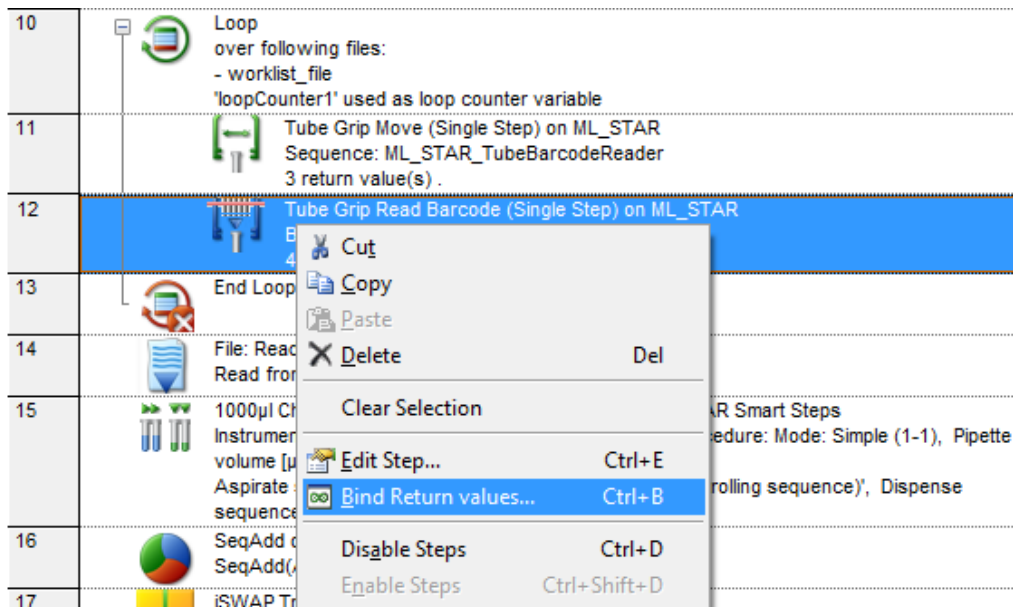 10
Loop
over following files:
- worklist_file
'loopCounter1' used as loop counter variable
11
Tube Grip Move (Single Step) on ML_STAR
Sequence: ML_STAR_TubeBarcodeReader
3 return value(s) .
12
Tube Grip Read Barcode (Single Step) on ML_STAR
B
4
Cut
Copy
Paste
Delete Del
Clear Selection
Edit Step... Ctrl+E
Bind Return values... Ctrl+B
Disable Steps Ctrl+D
Enable Steps Ctrl+Shift+D
13
End Loop
14
File: Read
Read from
15
1000µl Ch AR Smart Steps
Instrumen edure: Mode: Simple (1-1), Pipette
volume [µ
Aspirate rolling sequence)', Dispense
sequence
16
SeqAdd
SeqAdd(
17
iSWAP Tr